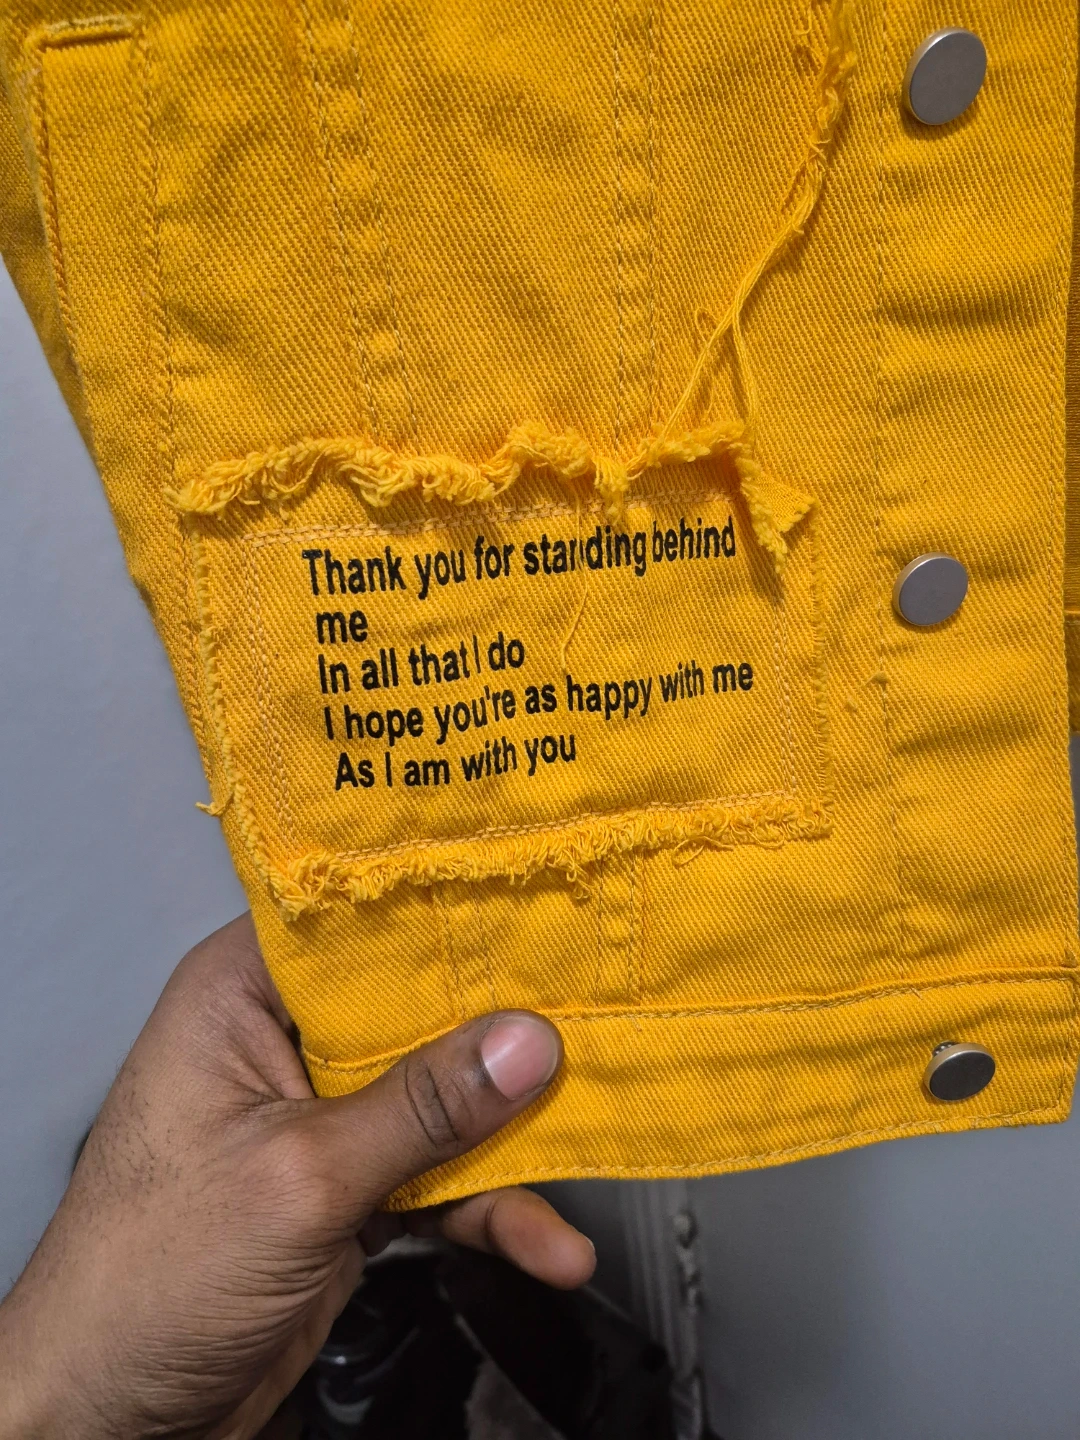 Thank you for standing behind
me
In all that I do
I hope you're as happy with me
As I am with you